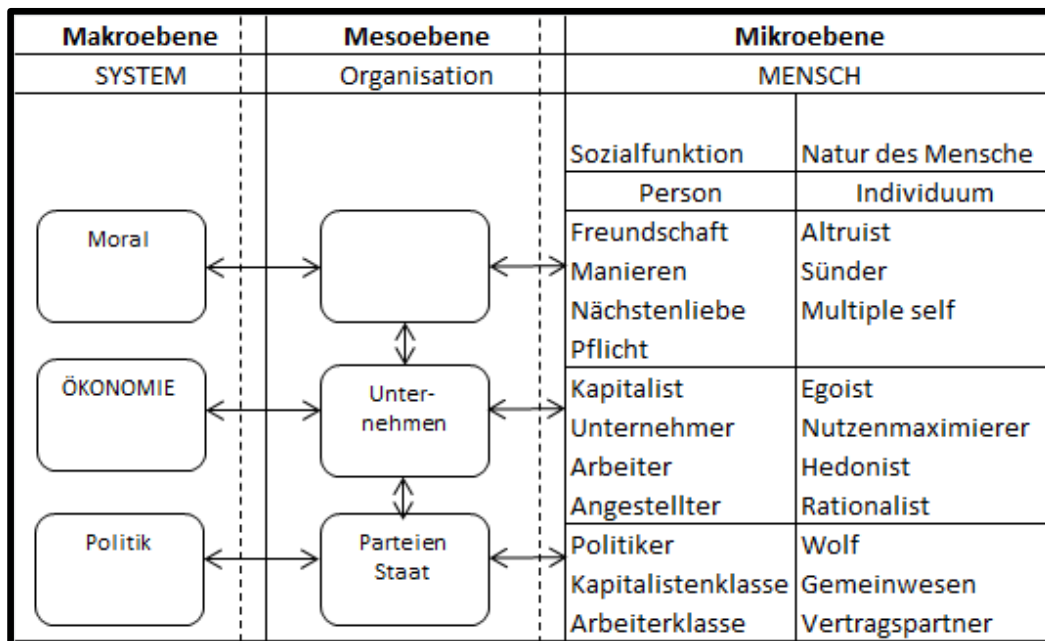 Makroebene Mesoebene Mikroebene
SYSTEM Organisation MENSCH
Sozialfunktion Natur des Mensche
Person Individuum
Moral
Freundschaft Altruist
Manieren Sünder
Nächstenliebe Multiple self
Pflicht
ÖKONOMIE
Unter-
nehmen
Kapitalist Egoist
Unternehmer Nutzenmaximierer
Arbeiter Hedonist
Angestellter Rationalist
Politik
Parteien
Staat
Politiker Wolf
Kapitalistenklasse Gemeinwesen
Arbeiterklasse Vertragspartner